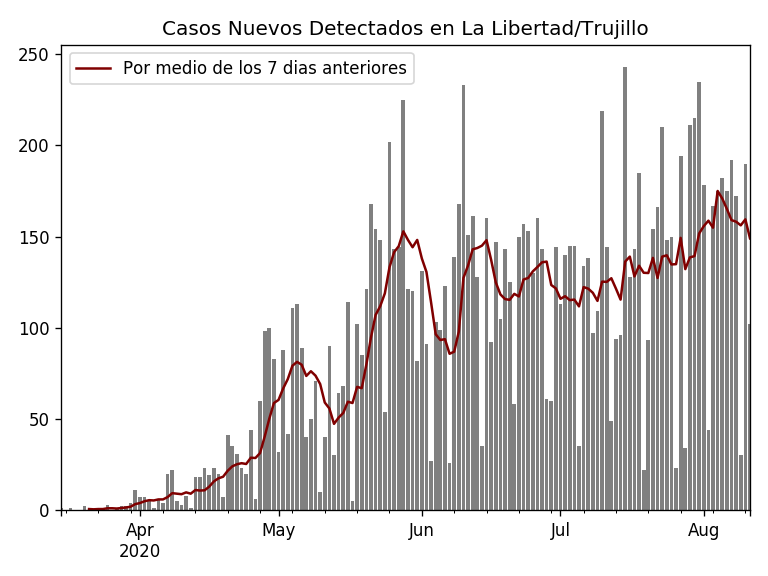 Casos Nuevos Detectados en La Libertad/Trujillo
Por medio de los 7 dias anteriores
250
200
150
100
50
0
Apr May Jun Jul Aug
2020